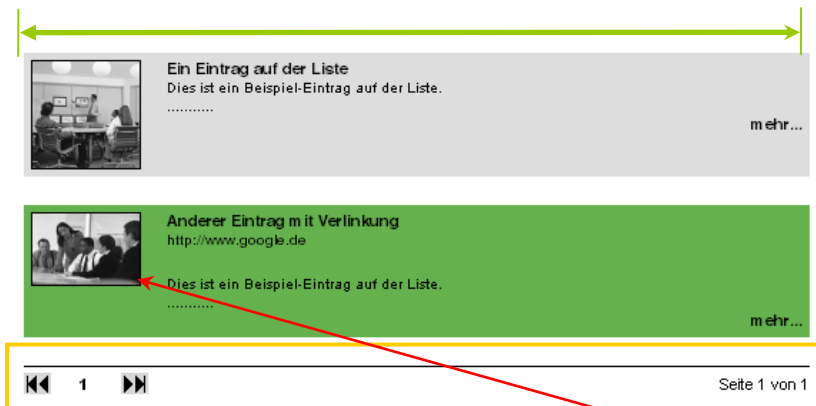 Ein Eintrag auf der Liste
Dies ist ein Beispiel-Eintrag auf der Liste.
...........
mehr...
Anderer Eintrag mit Verlinkung
http://www.google.de
Dies ist ein Beispiel-Eintrag auf der Liste.
...........
mehr...
1
Seite 1 von 1